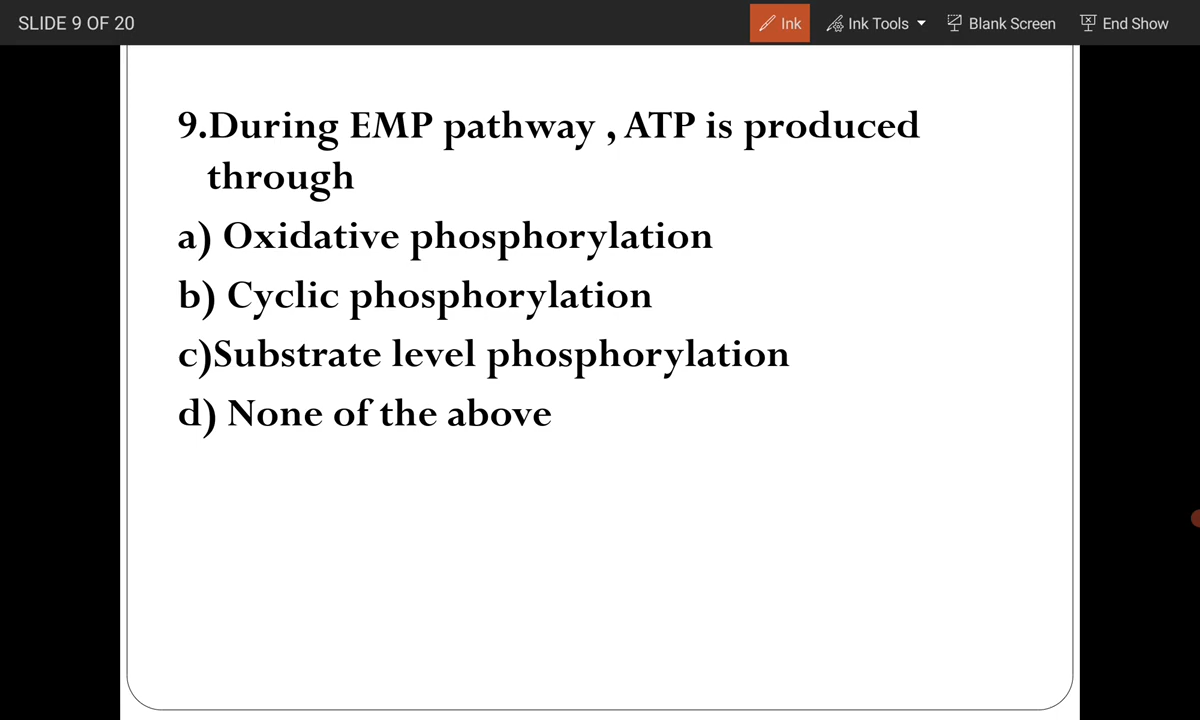 SLIDE 9 OF 20
Ink
Ink Tools
Blank Screen
End Show
9.During EMP pathway , ATP is produced
through
a) Oxidative phosphorylation
b) Cyclic phosphorylation
c)Substrate level phosphorylation
d) None of the above